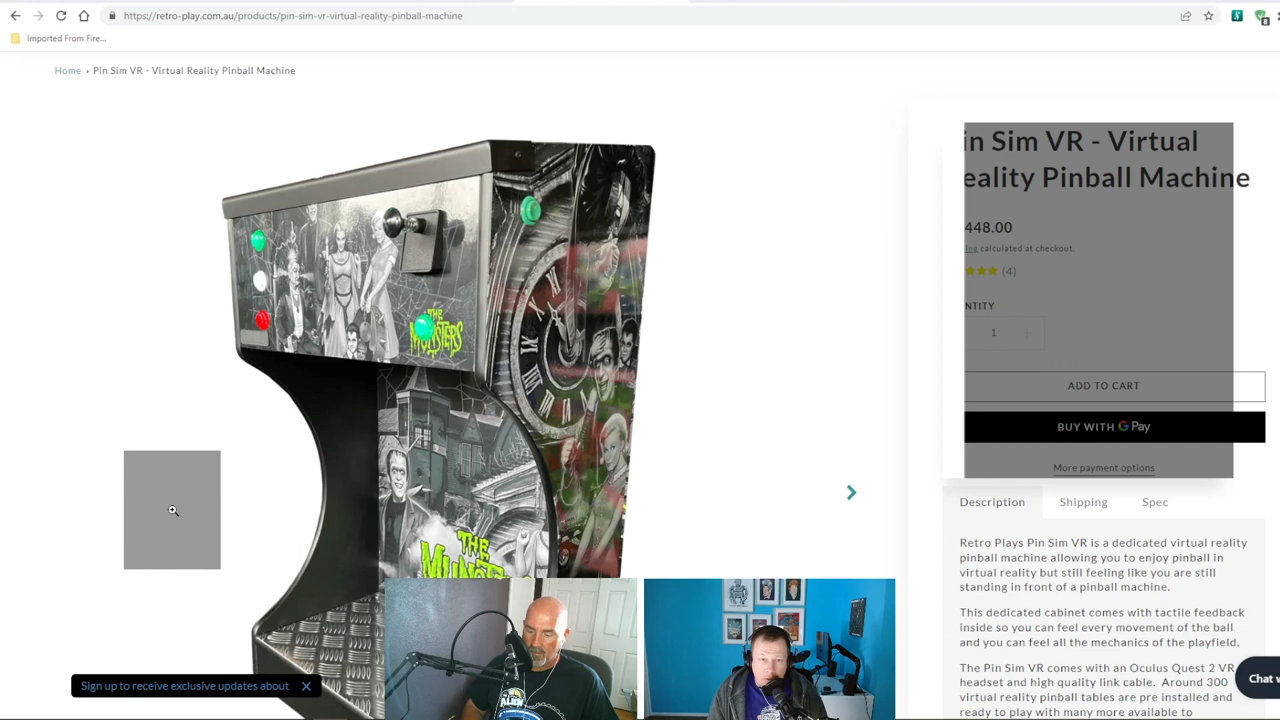 https://retro-play.com.au/products/pin-sim-vr-virtual-reality-pinball-machine
Imported From Fire...
Home › Pin Sim VR - Virtual Reality Pinball Machine
in Sim VR - Virtual
eality Pinball Machine
448.00
ing calculated at checkout.
(4)
NTITY
1 +
ADD TO CART
BUY WITH G Pay
More payment options
Description Shipping Spec
Retro Plays Pin Sim VR is a dedicated virtual reality
pinball machine allowing you to enjoy pinball in
virtual reality but still feeling like you are still
standing in front of a pinball machine.
This dedicated cabinet comes with tactile feedback
inside so you can feel every movement of the ball
and you can feel all the mechanics of the playfield.
The Pin Sim VR comes with an Oculus Quest 2 VR
headset and high quality link cable. Around 300
virtual reality pinball tables are pre installed and
ready to play with many more available to
Chat w
THE
MUNSTERS
THE
MUNSTERS
Sign up to receive exclusive updates about